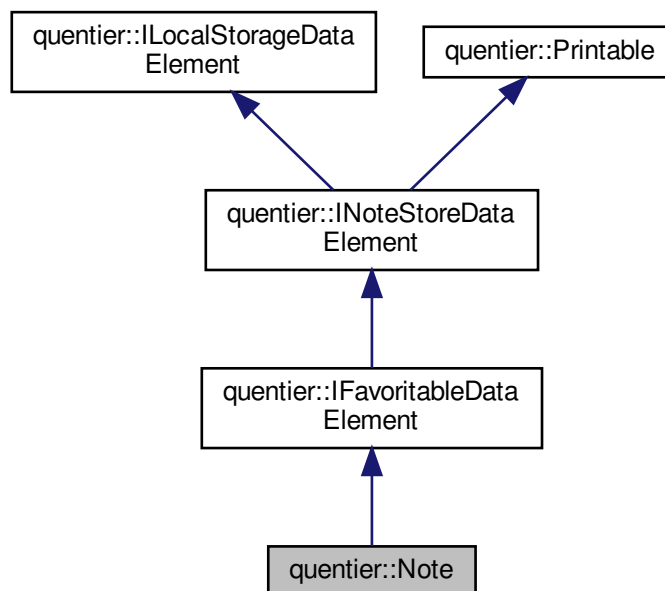 quentier::ILocalStorageData
Element
quentier::Printable
quentier::INoteStoreData
Element
quentier::IFavoritableData
Element
quentier::Note